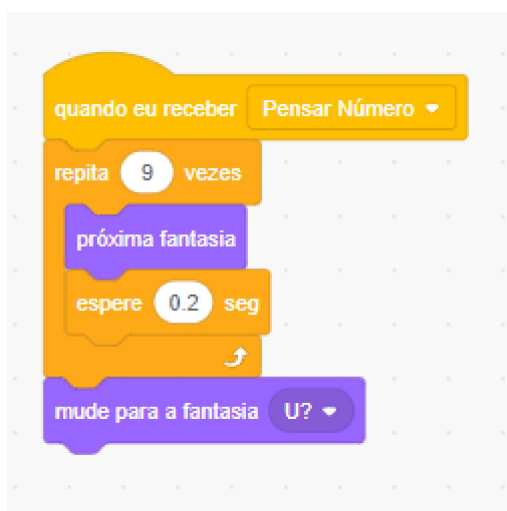 quando eu receber Pensar Número
repita 9 vezes
próxima fantasia
espere 0.2 seg
mude para a fantasia U?